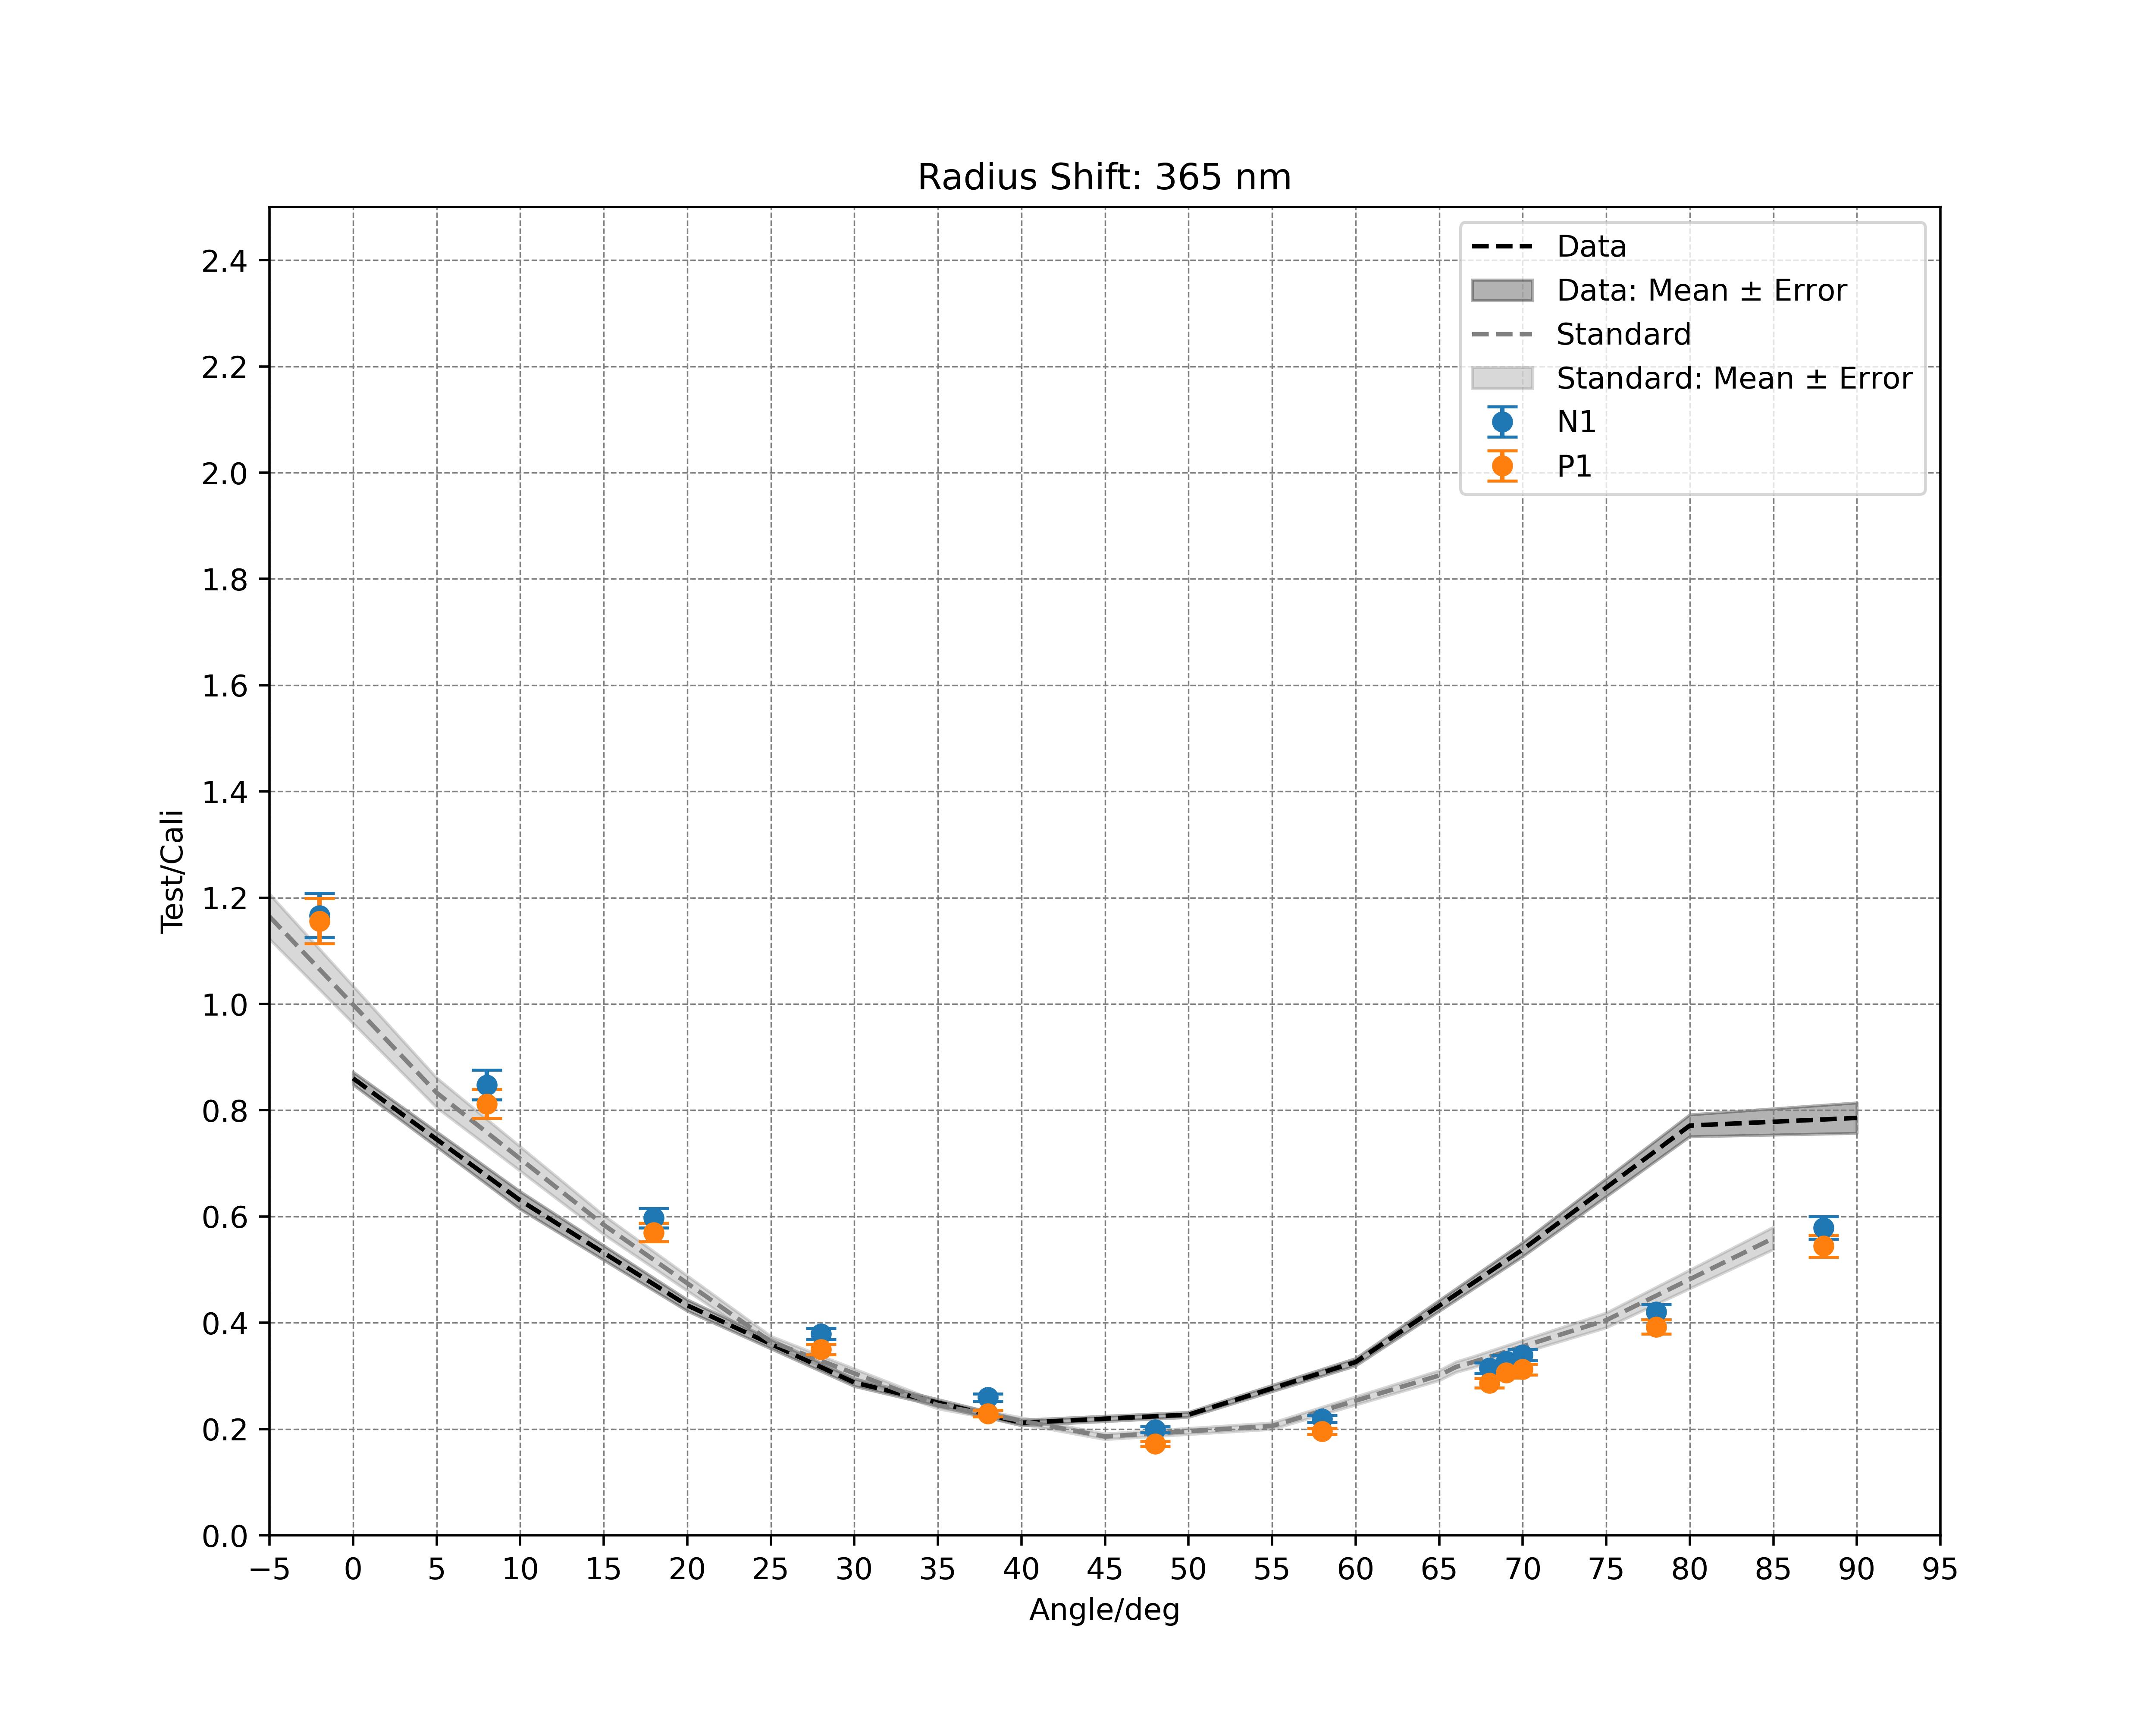 Radius Shift: 365 nm
Data
Data: Mean ± Error
Standard
Standard: Mean ± Error
N1
P1
Test/Cali
2.4
2.2
2.0
1.8
1.6
1.4
1.2
1.0
0.8
0.6
0.4
0.2
0.0
−5 0 5 10 15 20 25 30 35 40 45 50 55 60 65 70 75 80 85 90 95
Angle/deg